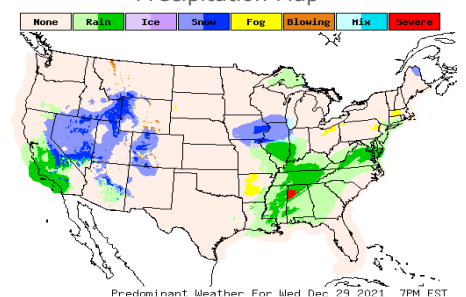 Precipitation Map
None Rain Ice Snow Fog Blowing Mix Severe
Predominant Weather For Wed Dec 29 2021 7PM EST